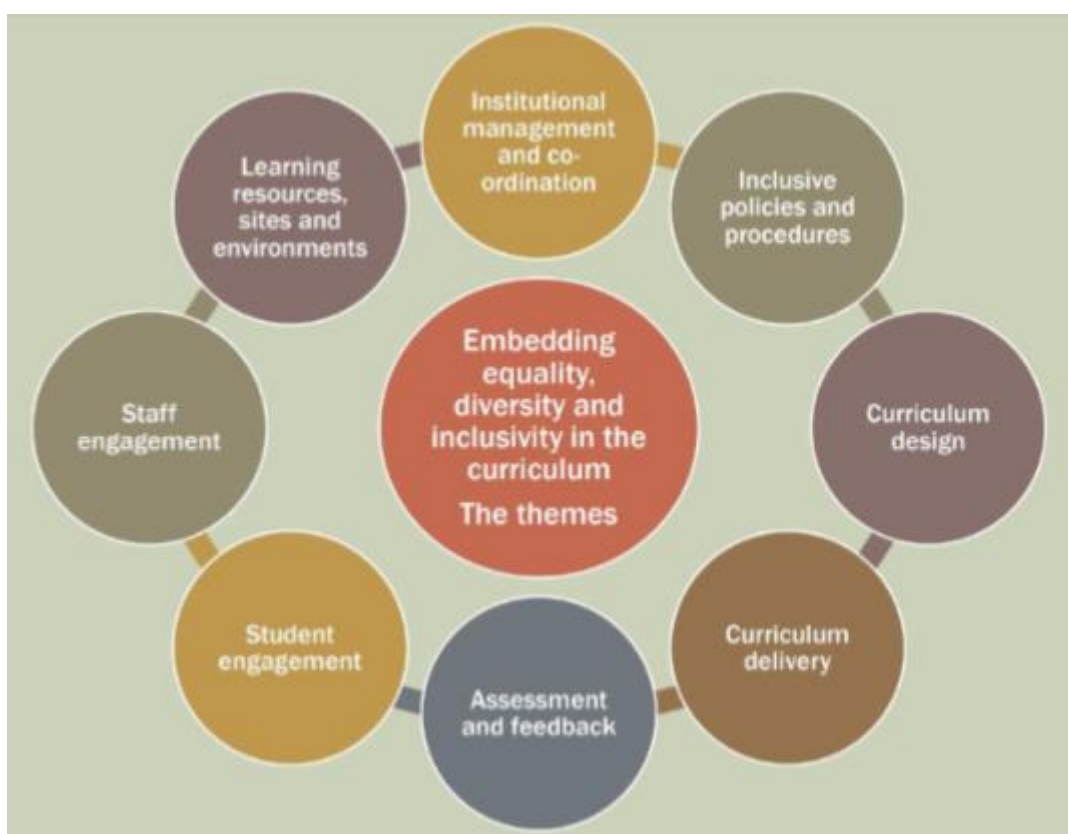 Institutional
management
and co-
ordination
Inclusive
policies and
procedures
Curriculum
design
Curriculum
delivery
Assessment
and feedback
Student
engagement
Staff
engagement
Learning
resources,
sites and
environments
Embedding
equality,
diversity and
inclusivity in the
curriculum
The themes